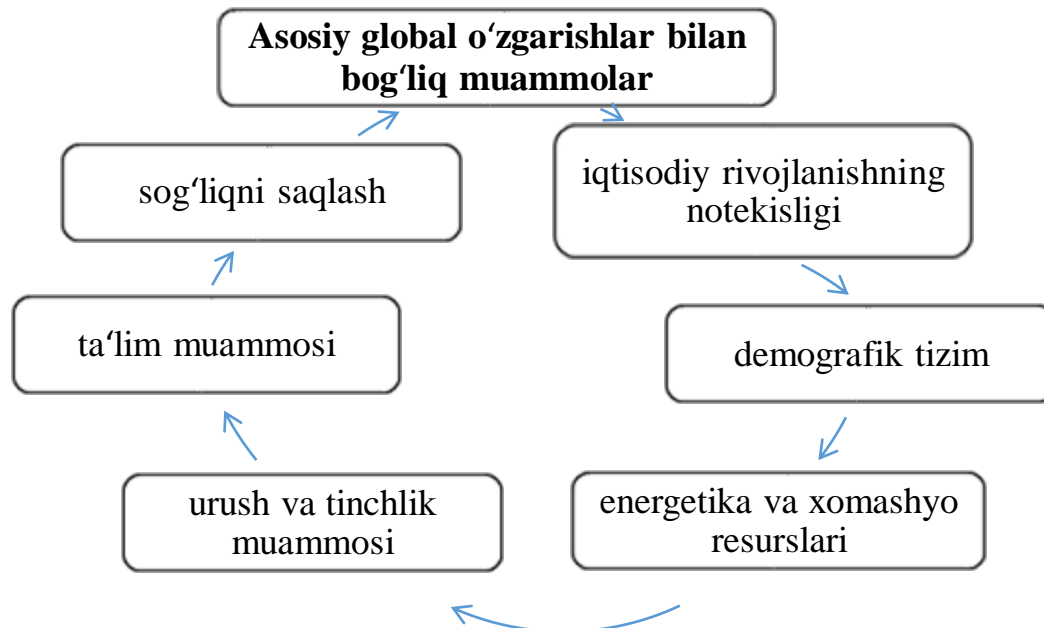 Asosiy global o‘zgarishlar bilan
bog‘liq muammolar
iqtisodiy rivojlanishning
notekisligi
demografik tizim
energetika va xomashyo
resurslari
urush va tinchlik
muammosi
ta‘lim muammosi
sog‘liqni saqlash